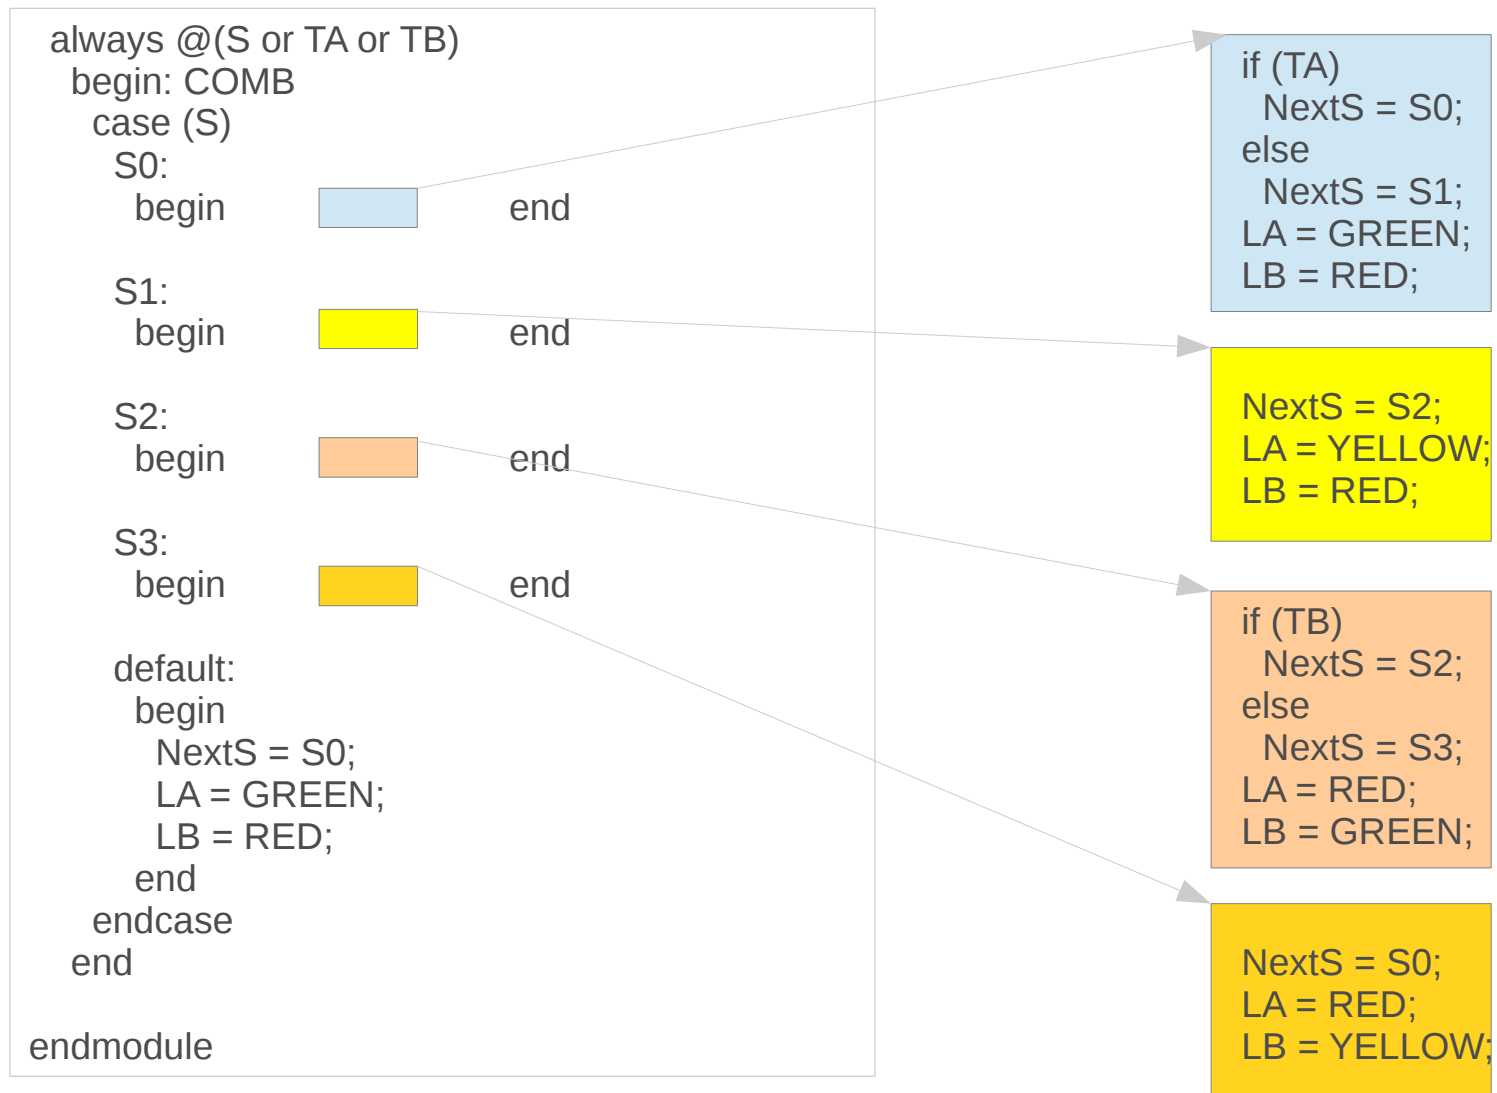 always @(S or TA or TB)
begin: COMB
case (S)
S0:
begin end
S1:
begin end
S2:
begin end
S3:
begin end
default:
begin
NextS = S0;
LA = GREEN;
LB = RED;
end
endcase
end
endmodule
if (TA)
NextS = S0;
else
NextS = S1;
LA = GREEN;
LB = RED;
NextS = S2;
LA = YELLOW;
LB = RED;
if (TB)
NextS = S2;
else
NextS = S3;
LA = RED;
LB = GREEN;
NextS = S0;
LA = RED;
LB = YELLOW;